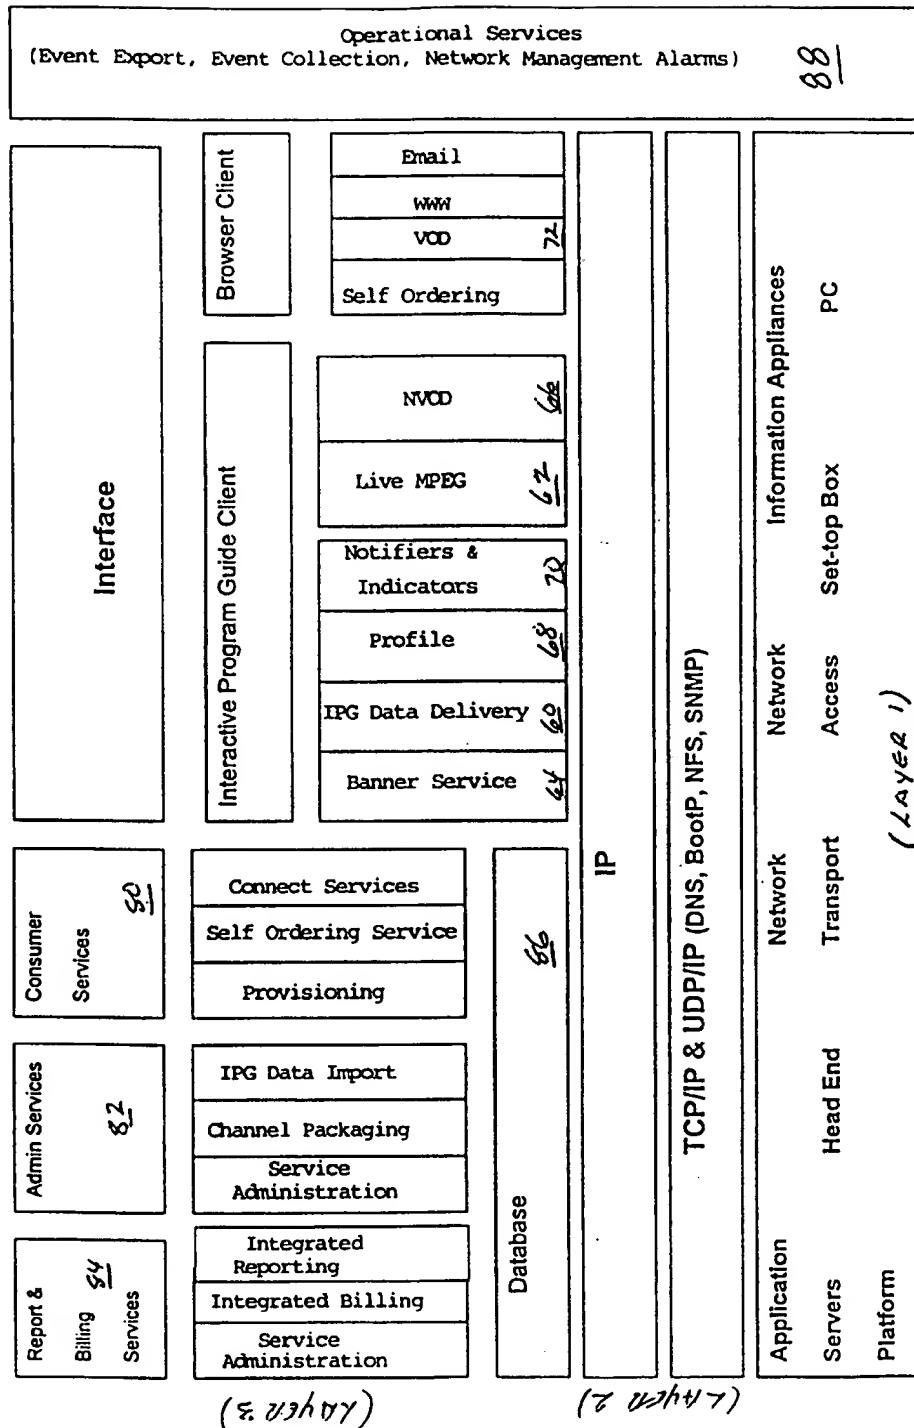 Operational Services
(Event Export, Event Collection, Network Management Alarms)
88
Interface
Browser Client
Email
WWW
VOD
72
Self Ordering
Interactive Program Guide Client
NVOD
66
Live MPEG
62
Notifiers &
Indicators
70
Profile
68
IPG Data Delivery
60
Banner Service
64
Consumer
Services
80
Connect Services
Self Ordering Service
Provisioning
Admin Services
82
IPG Data Import
Channel Packaging
Service
Administration
Report &
Billing
Services
84
Integrated
Reporting
Integrated Billing
Service
Administration
Database
86
(LAYER 3)
IP
TCP/IP & UDP/IP (DNS, BootP, NFS, SNMP)
(LAYER 2)
Application
Servers
Head End
Network
Transport
Network
Access
Information Appliances
Set-top Box
PC
Platform
(LAYER 1)